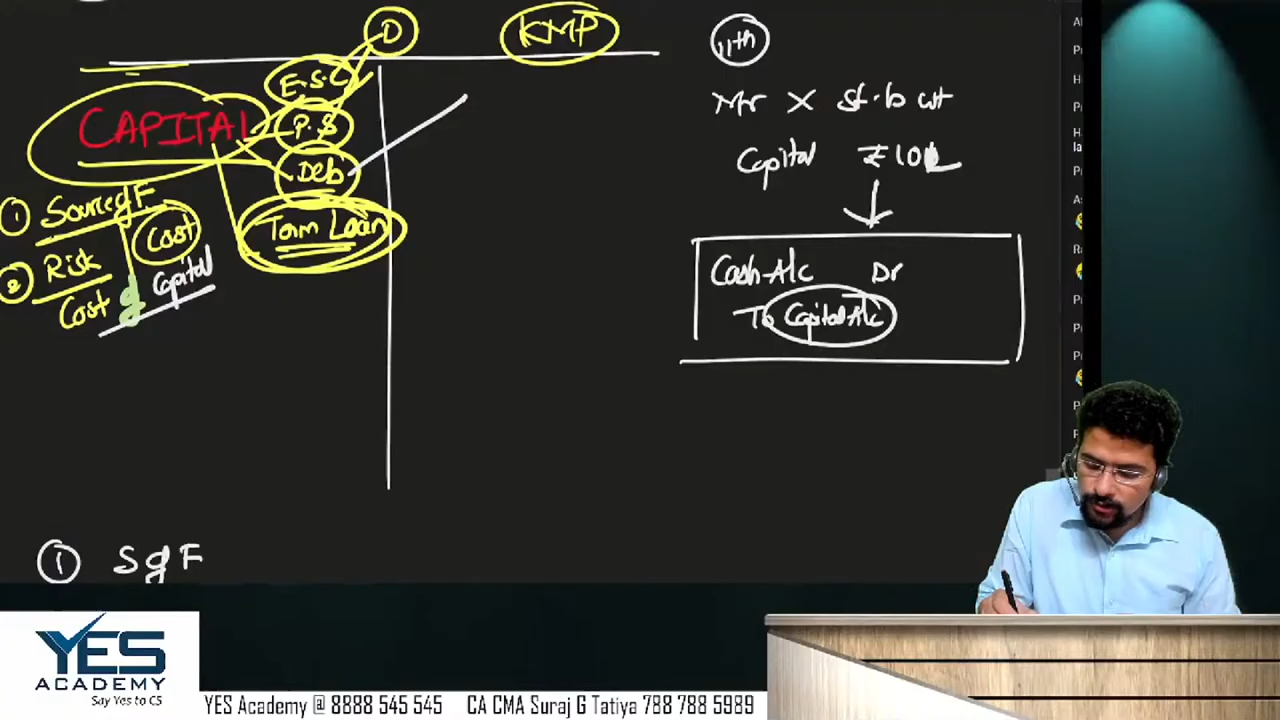 D
KMP
E.S.C
CAPITAL
P.S
Deb
Term Loan
① Source of F
② Risk
Cost
Cost of Capital
① S of F
11th
Mr X st. b wt
Capital ₹10L
Cash A/c Dr
To Capital A/c
YES
ACADEMY
Say Yes to CS
YES Academy @ 8888 545 545 CA CMA Suraj G Tatiya 788 788 5989